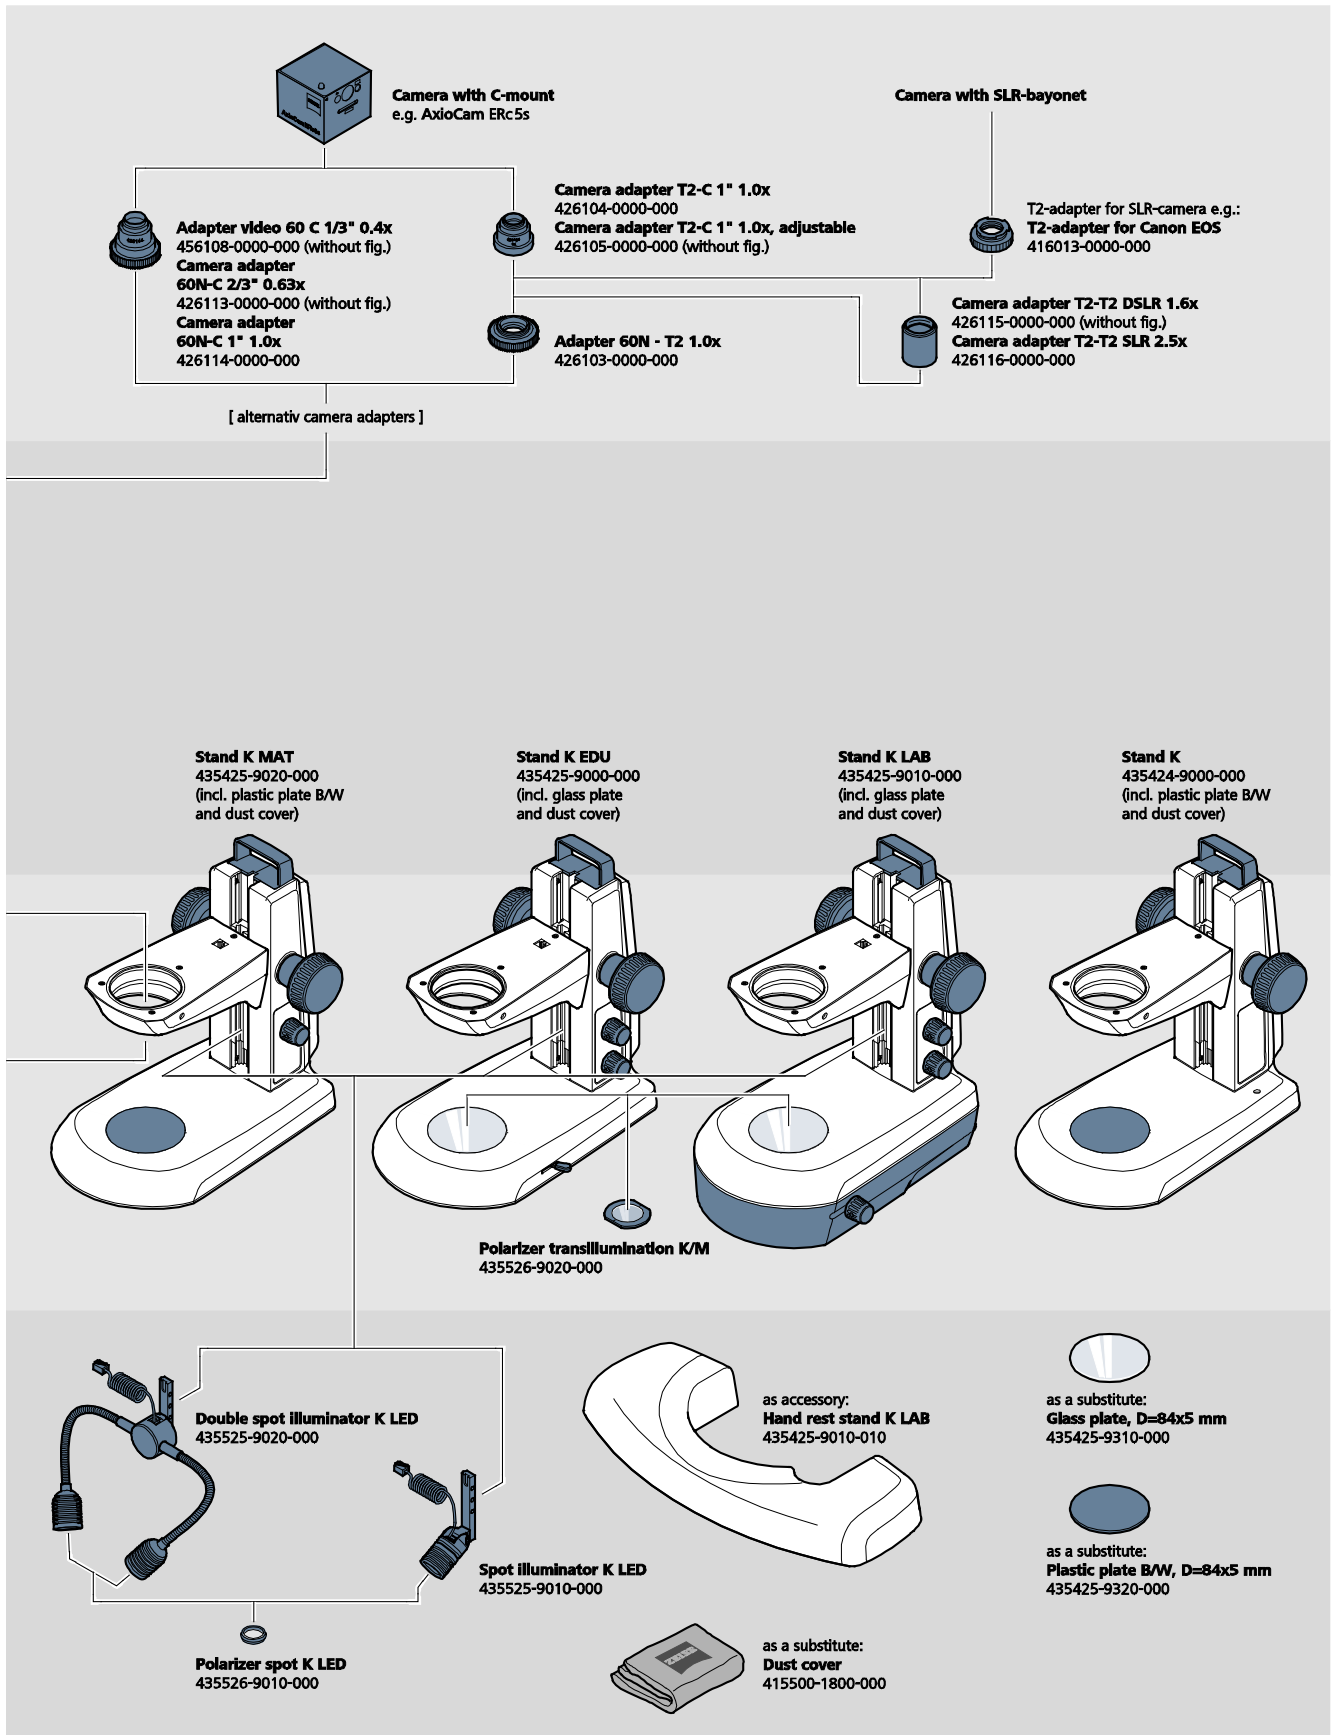 Camera with C-mount
e.g. AxioCam ERc5s
Camera with SLR-bayonet
Adapter video 60 C 1/3" 0.4x
456108-0000-000 (without fig.)
Camera adapter
60N-C 2/3" 0.63x
426113-0000-000 (without fig.)
Camera adapter
60N-C 1" 1.0x
426114-0000-000
Camera adapter T2-C 1" 1.0x
426104-0000-000
Camera adapter T2-C 1" 1.0x, adjustable
426105-0000-000 (without fig.)
T2-adapter for SLR-camera e.g.:
T2-adapter for Canon EOS
416013-0000-000
Adapter 60N - T2 1.0x
426103-0000-000
Camera adapter T2-T2 DSLR 1.6x
426115-0000-000 (without fig.)
Camera adapter T2-T2 SLR 2.5x
426116-0000-000
[ alternativ camera adapters ]
Stand K MAT
435425-9020-000
(incl. plastic plate B/W
and dust cover)
Stand K EDU
435425-9000-000
(incl. glass plate
and dust cover)
Stand K LAB
435425-9010-000
(incl. glass plate
and dust cover)
Stand K
435424-9000-000
(incl. plastic plate B/W
and dust cover)
Polarizer transillumination K/M
435526-9020-000
Double spot illuminator K LED
435525-9020-000
Spot illuminator K LED
435525-9010-000
Polarizer spot K LED
435526-9010-000
as accessory:
Hand rest stand K LAB
435425-9010-010
as a substitute:
Glass plate, D=84x5 mm
435425-9310-000
as a substitute:
Plastic plate B/W, D=84x5 mm
435425-9320-000
as a substitute:
Dust cover
415500-1800-000